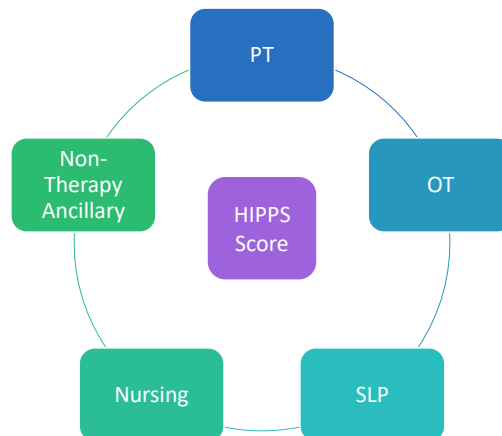 PT
Non-
Therapy
Ancillary
OT
HIPPS
Score
Nursing
SLP